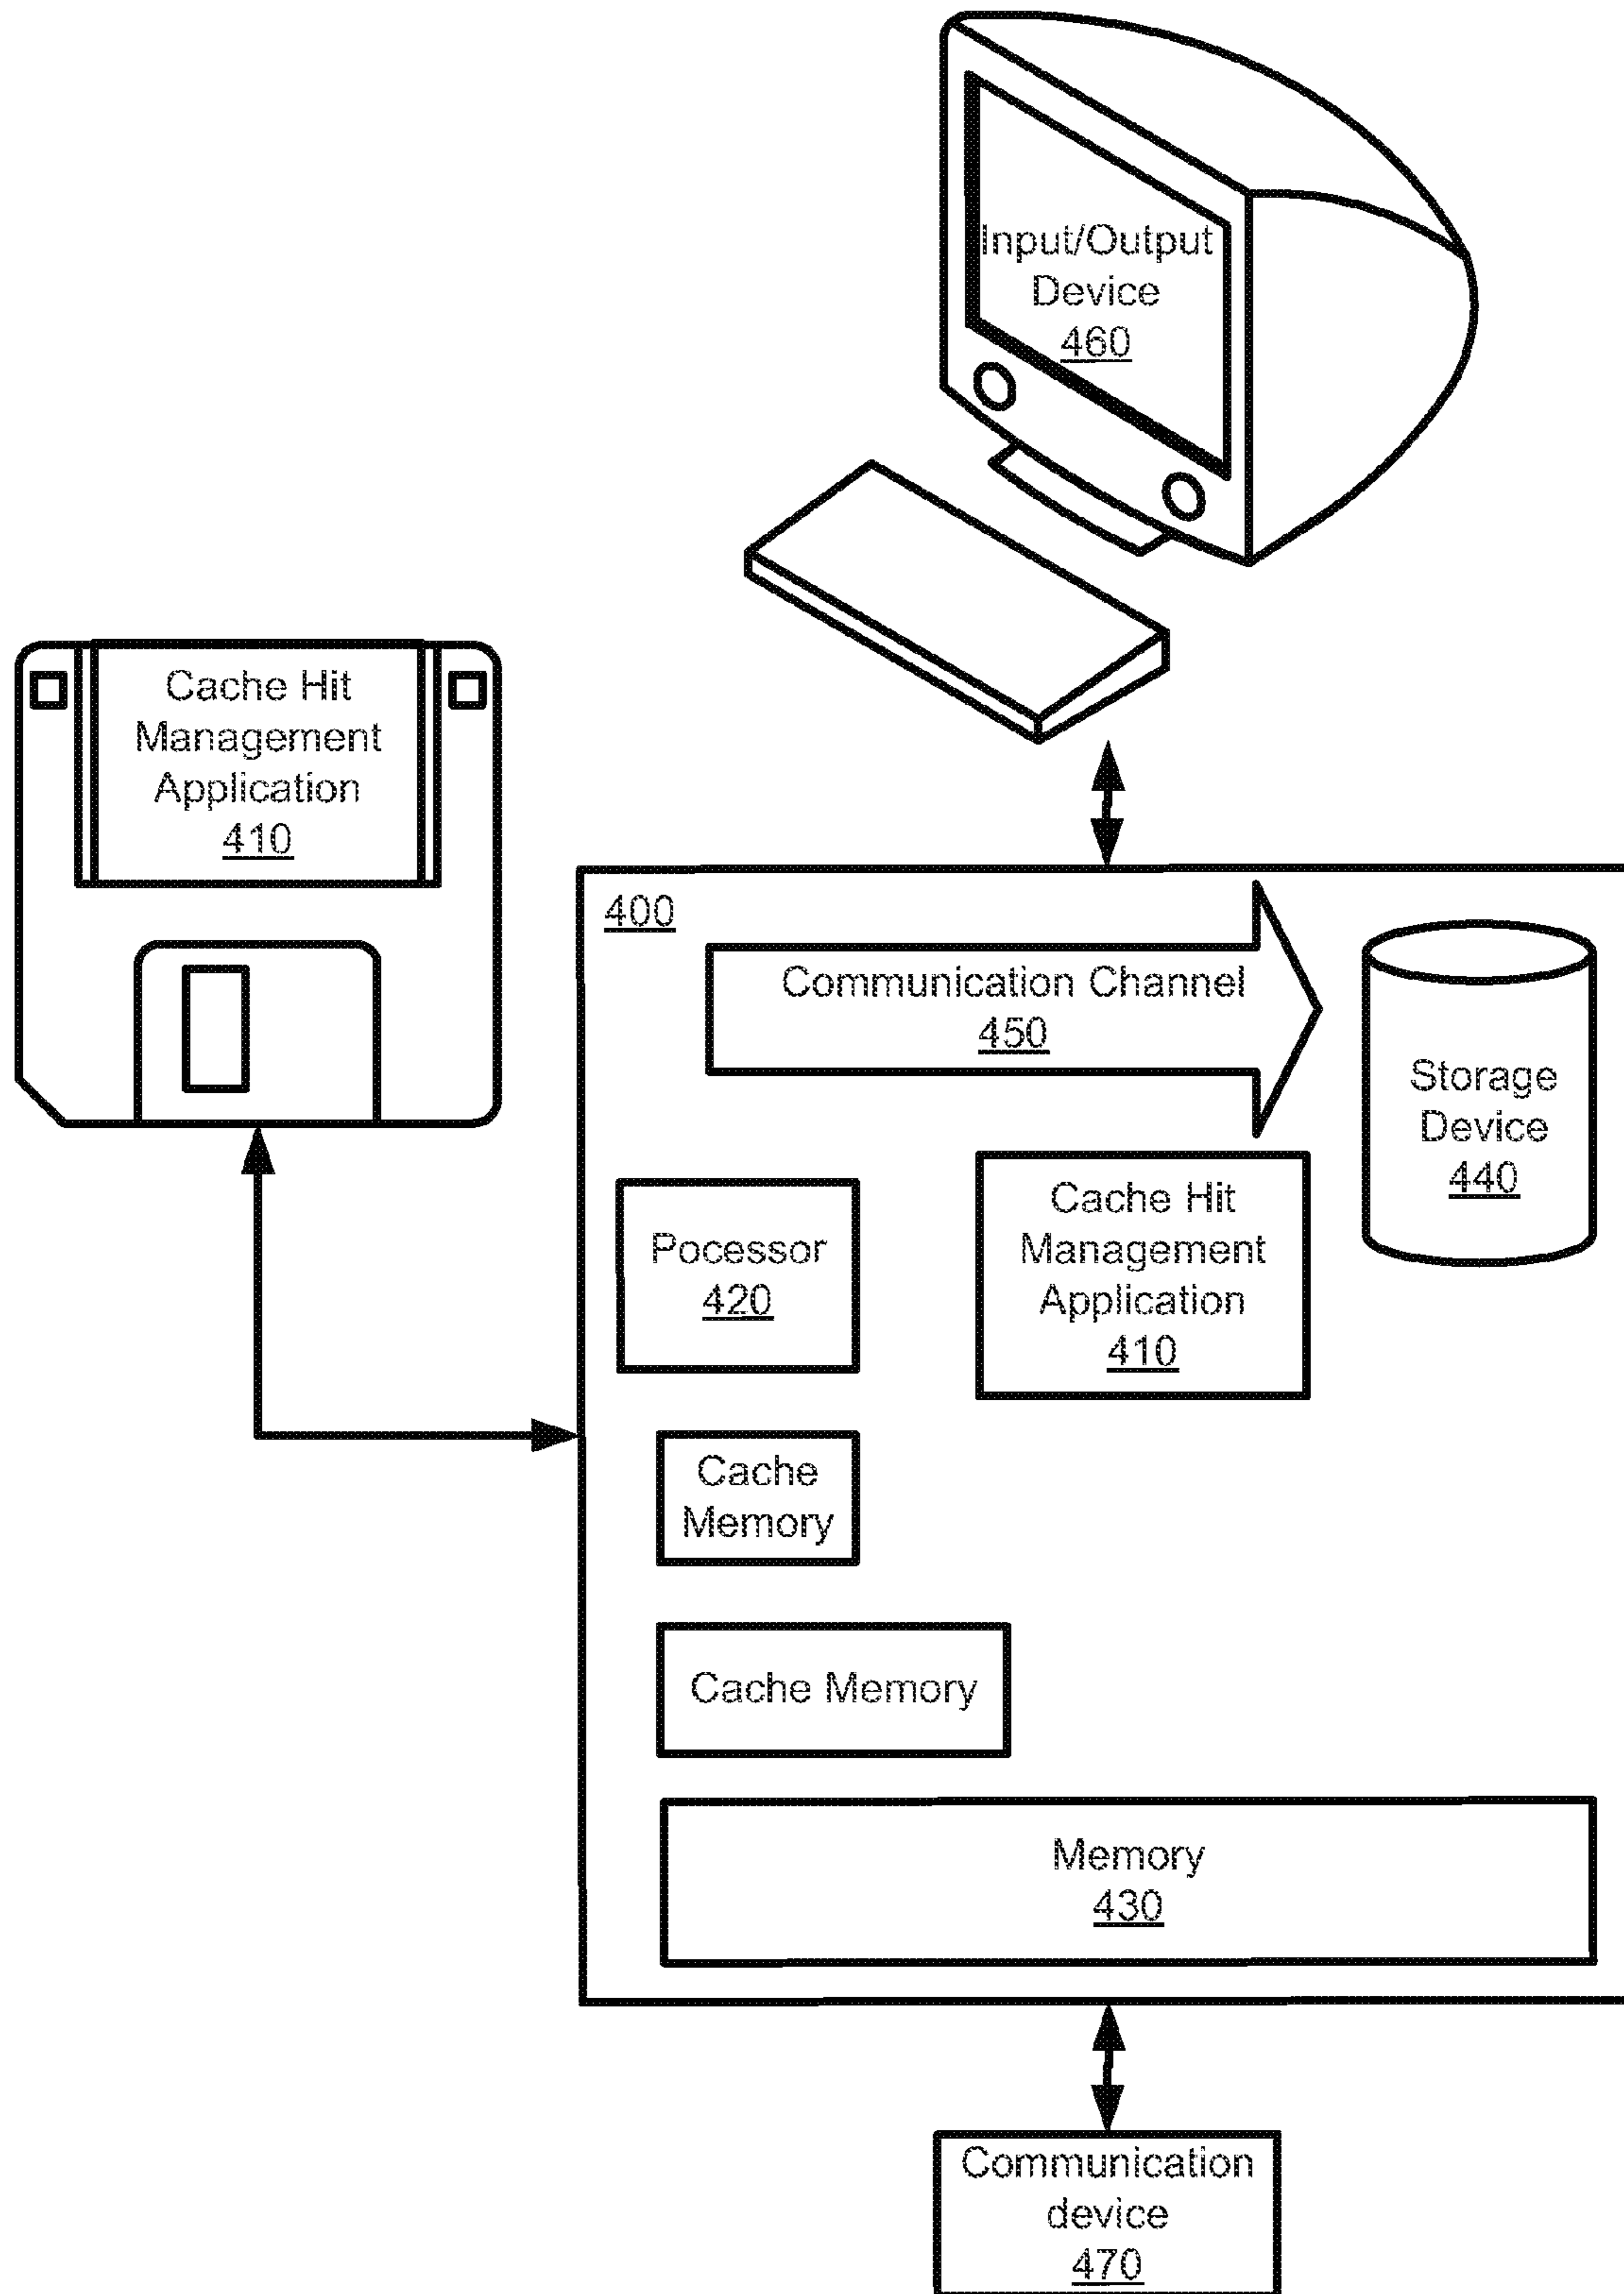 Input/Output
Device
460
Cache Hit
Management
Application
410
400
Communication Channel
450
Storage
Device
440
Pocessor
420
Cache Hit
Management
Application
410
Cache
Memory
Cache Memory
Memory
430
Communication
device
470